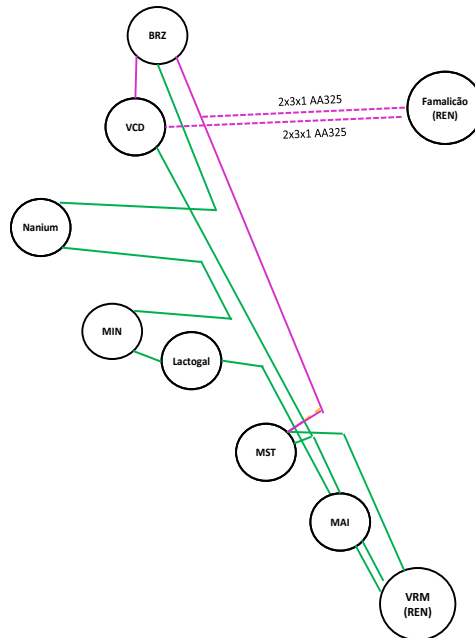 BRZ
2x3x1 AA325
Famalicão
(REN)
VCD
2x3x1 AA325
Nanium
MIN
Lactogal
MST
MAI
VRM
(REN)